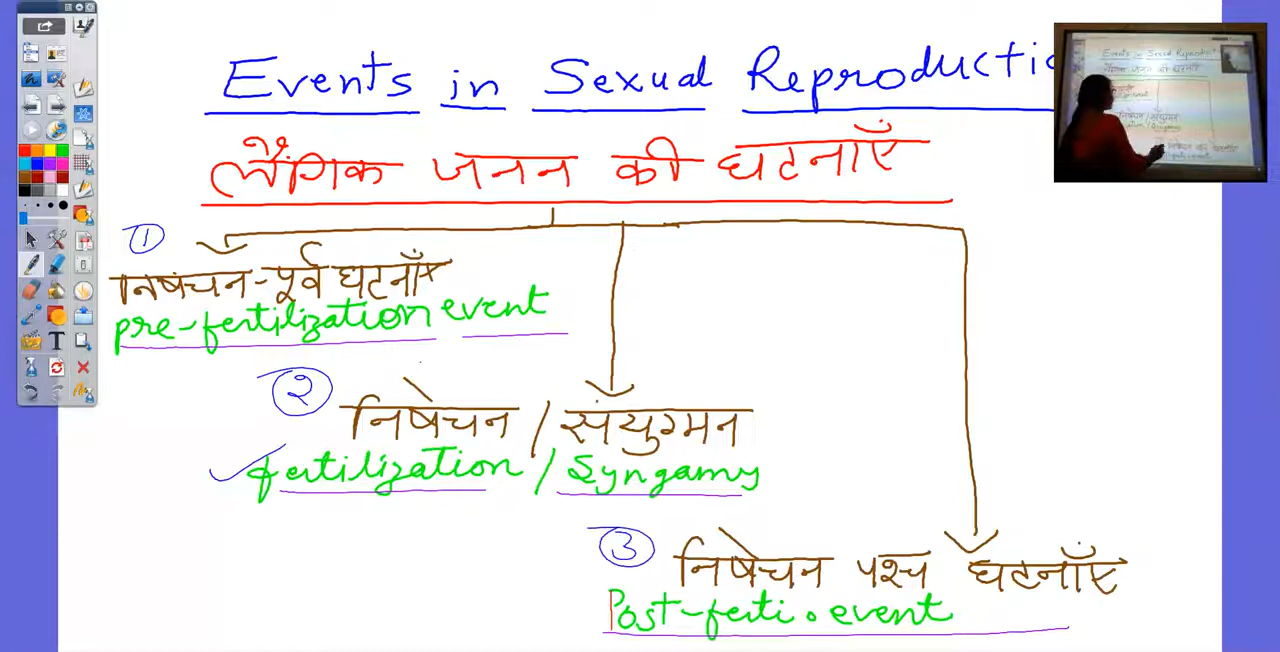 Events in Sexual Reproductio
लैंगिक जनन की घटनाएँ
①
निषेचन-पूर्व घटनाएँ
pre-fertilization event
②
निषेचन / संयुग्मन
fertilization / Syngamy
③
निषेचन पश्च घटनाएँ
Post-ferti. event